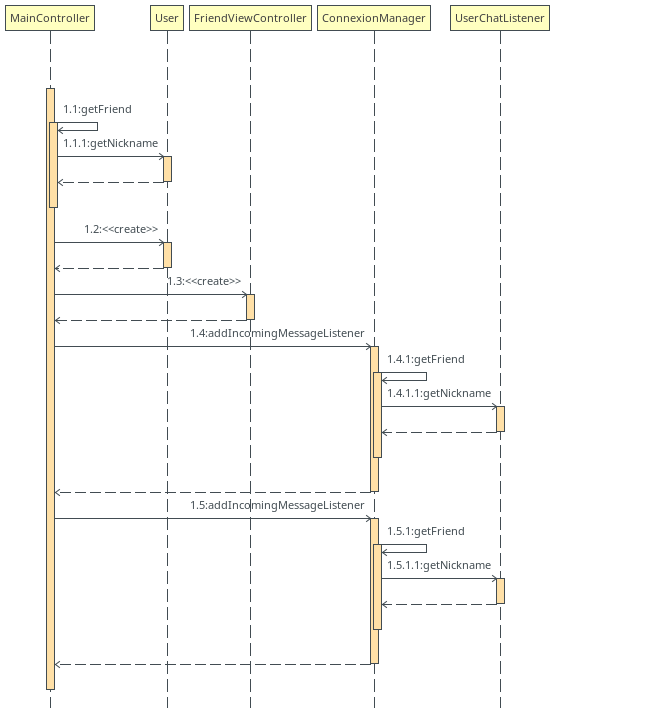 MainController
User
FriendViewController
ConnexionManager
UserChatListener
1.1:getFriend
1.1.1:getNickname
1.2:<<create>>
1.3:<<create>>
1.4:addIncomingMessageListener
1.4.1:getFriend
1.4.1.1:getNickname
1.5:addIncomingMessageListener
1.5.1:getFriend
1.5.1.1:getNickname